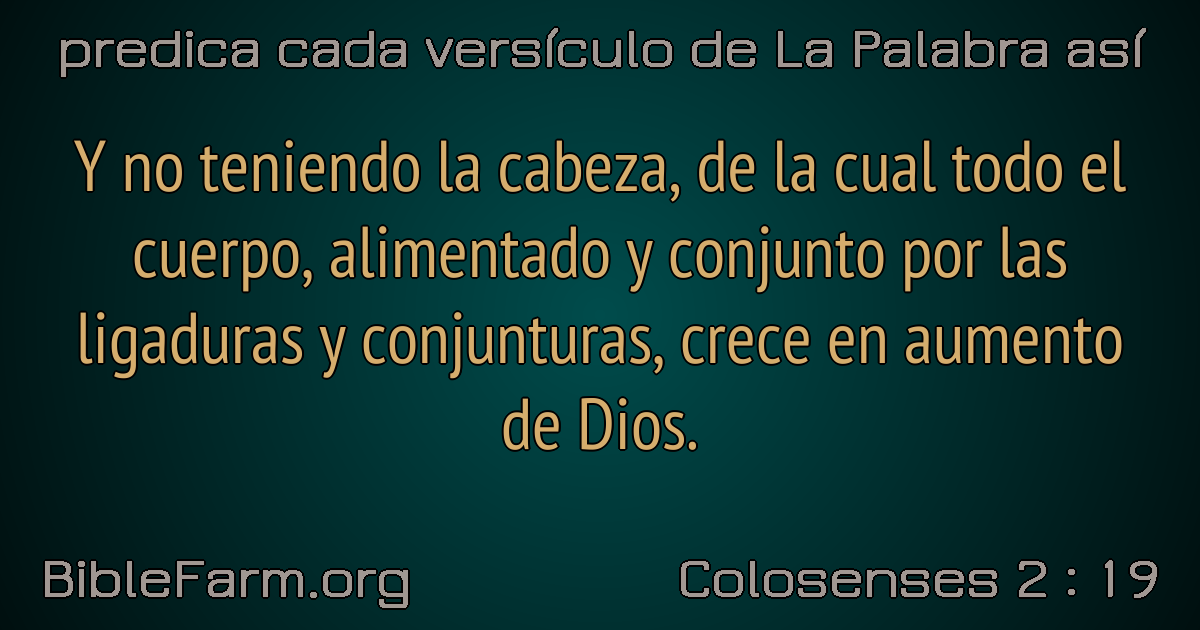 predica cada versículo de La Palabra así
Y no teniendo la cabeza, de la cual todo el
cuerpo, alimentado y conjunto por las
ligaduras y conjunturas, crece en aumento
de Dios.
BibleFarm.org
Colosenses 2 : 19